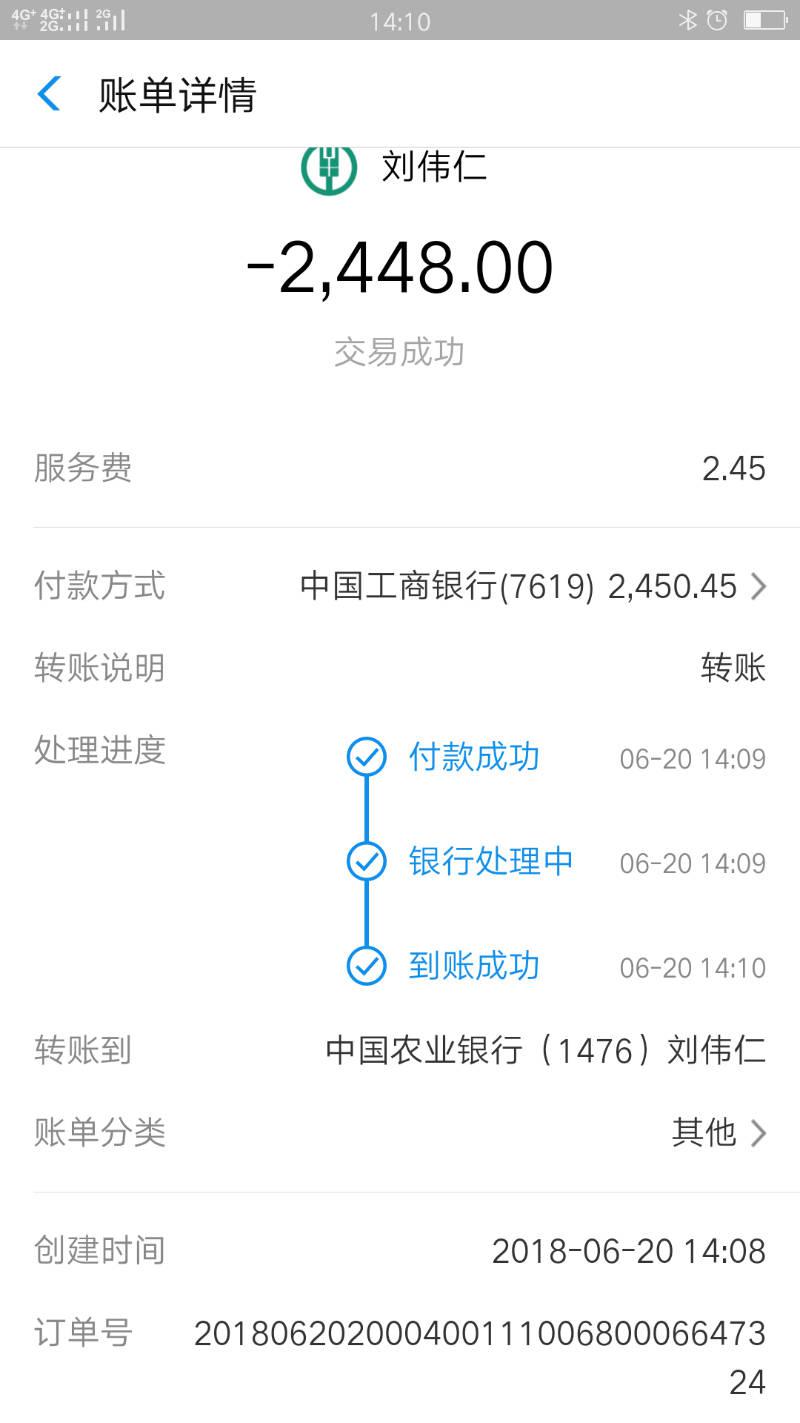 4G+ 4G+ 2G 2G 14:10
账单详情
刘伟仁
-2,448.00
交易成功
服务费 2.45
付款方式 中国工商银行(7619) 2,450.45
转账说明 转账
处理进度 付款成功 06-20 14:09
银行处理中 06-20 14:09
到账成功 06-20 14:10
转账到 中国农业银行（1476）刘伟仁
账单分类 其他
创建时间 2018-06-20 14:08
订单号 201806202000400111006800066473
24